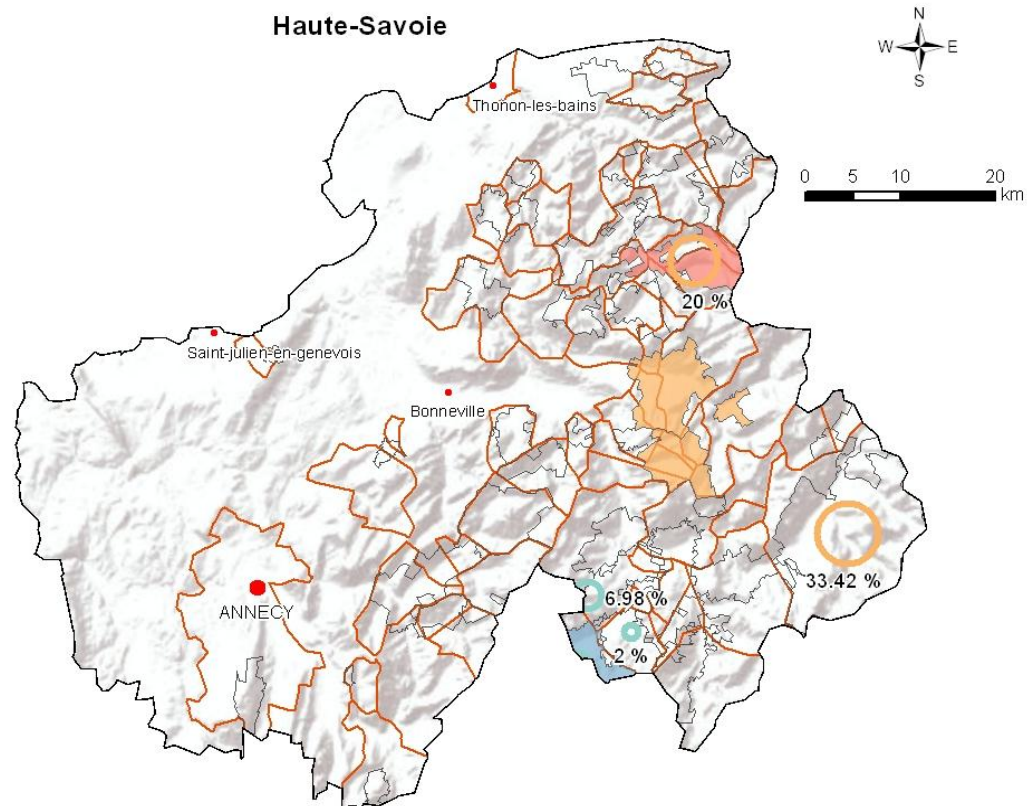 Haute-Savoie
N
W E
S
Thonon-les-bains
0 5 10 20
km
20 %
Saint-julien-en-genevois
Bonneville
33.42 %
6.98 %
ANNECY
2 %